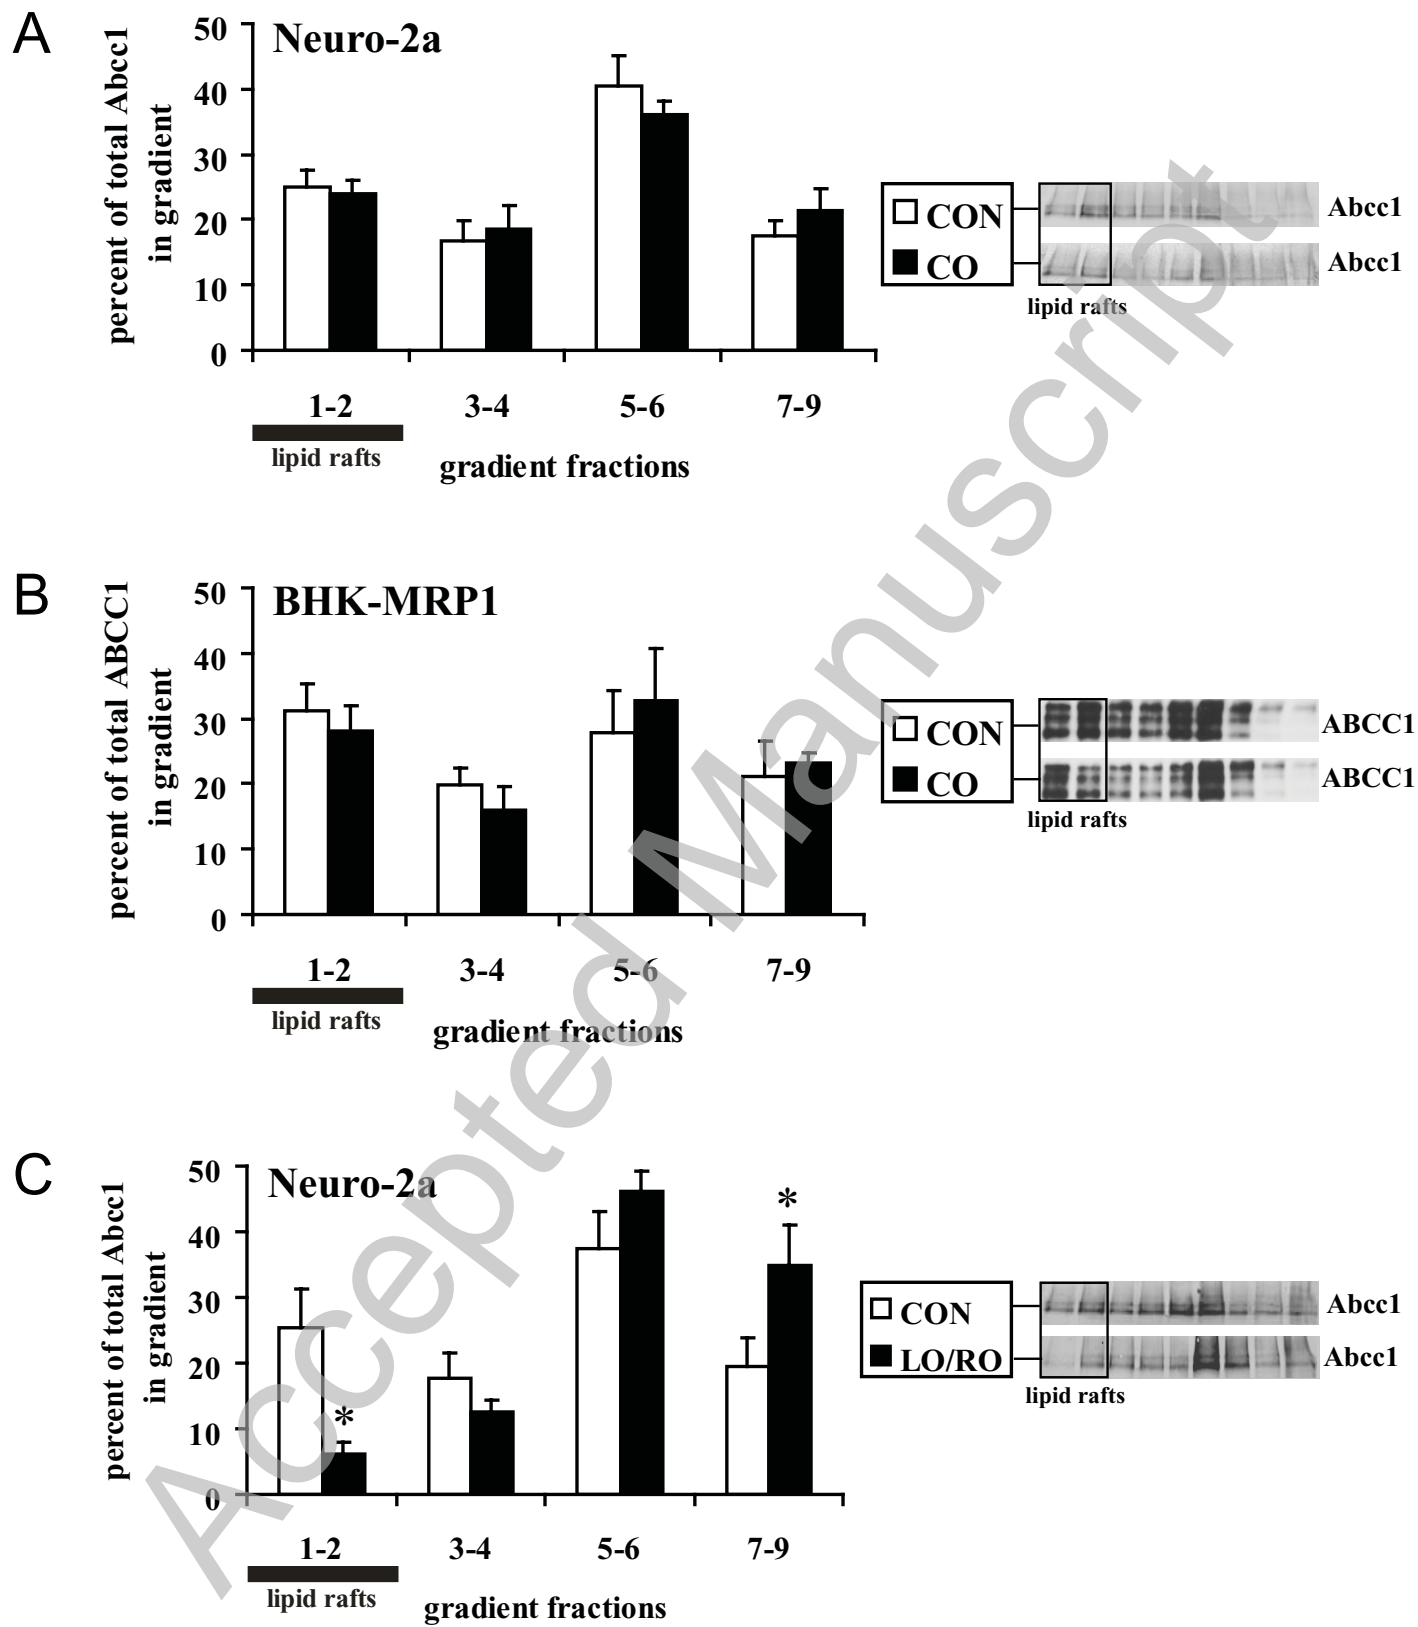 A
Neuro-2a
percent of total Abcc1
in gradient
50
40
30
20
10
0
1-2
3-4
5-6
7-9
lipid rafts
gradient fractions
CON
CO
Abcc1
Abcc1
lipid rafts
B
BHK-MRP1
percent of total ABCC1
in gradient
50
40
30
20
10
0
1-2
3-4
5-6
7-9
lipid rafts
gradient fractions
CON
CO
ABCC1
ABCC1
lipid rafts
C
Neuro-2a
percent of total Abcc1
in gradient
50
40
30
20
10
0
*
*
1-2
3-4
5-6
7-9
lipid rafts
gradient fractions
CON
LO/RO
Abcc1
Abcc1
lipid rafts
Accepted Manuscript